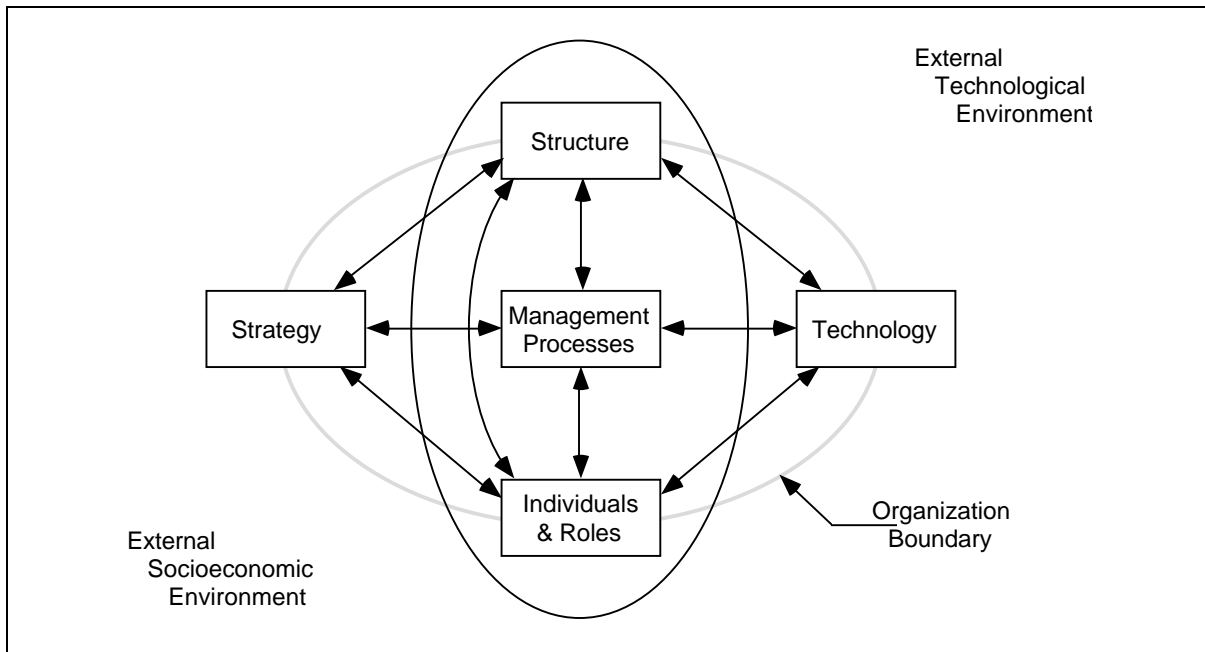 External
Technological
Environment
Structure
Strategy
Management
Processes
Technology
Individuals
& Roles
Organization
Boundary
External
Socioeconomic
Environment